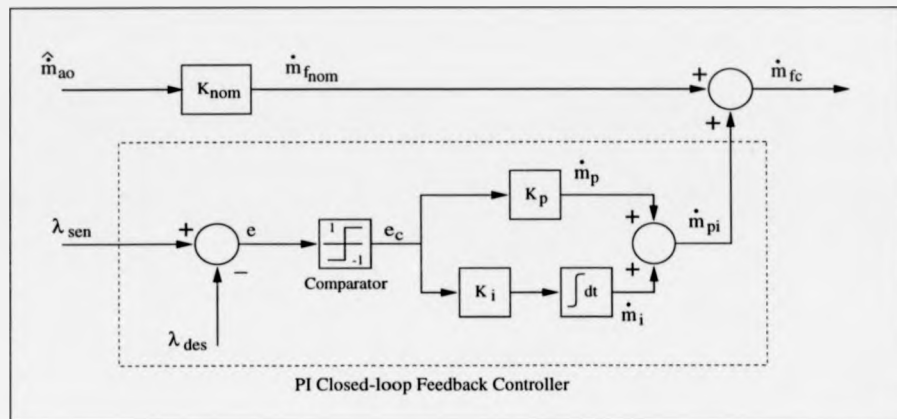 ṁ̂ao
Knom
ṁfnom
+
ṁfc
+
Kp
ṁp
λsen
+
e
1
-1
ec
+
ṁpi
−
Comparator
+
Ki
∫dt
ṁi
λdes
PI Closed-loop Feedback Controller